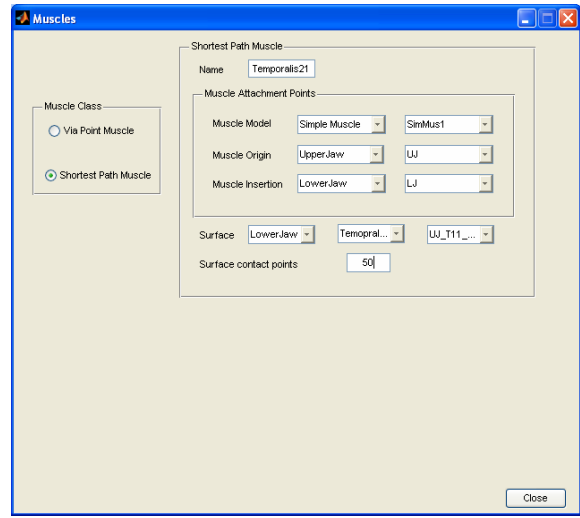 Muscles
Shortest Path Muscle
Name Temporalis21
Muscle Class
Via Point Muscle
Shortest Path Muscle
Muscle Attachment Points
Muscle Model Simple Muscle SimMus1
Muscle Origin UpperJaw UJ
Muscle Insertion LowerJaw LJ
Surface LowerJaw Temopral... UJ_T11_...
Surface contact points 50
Close